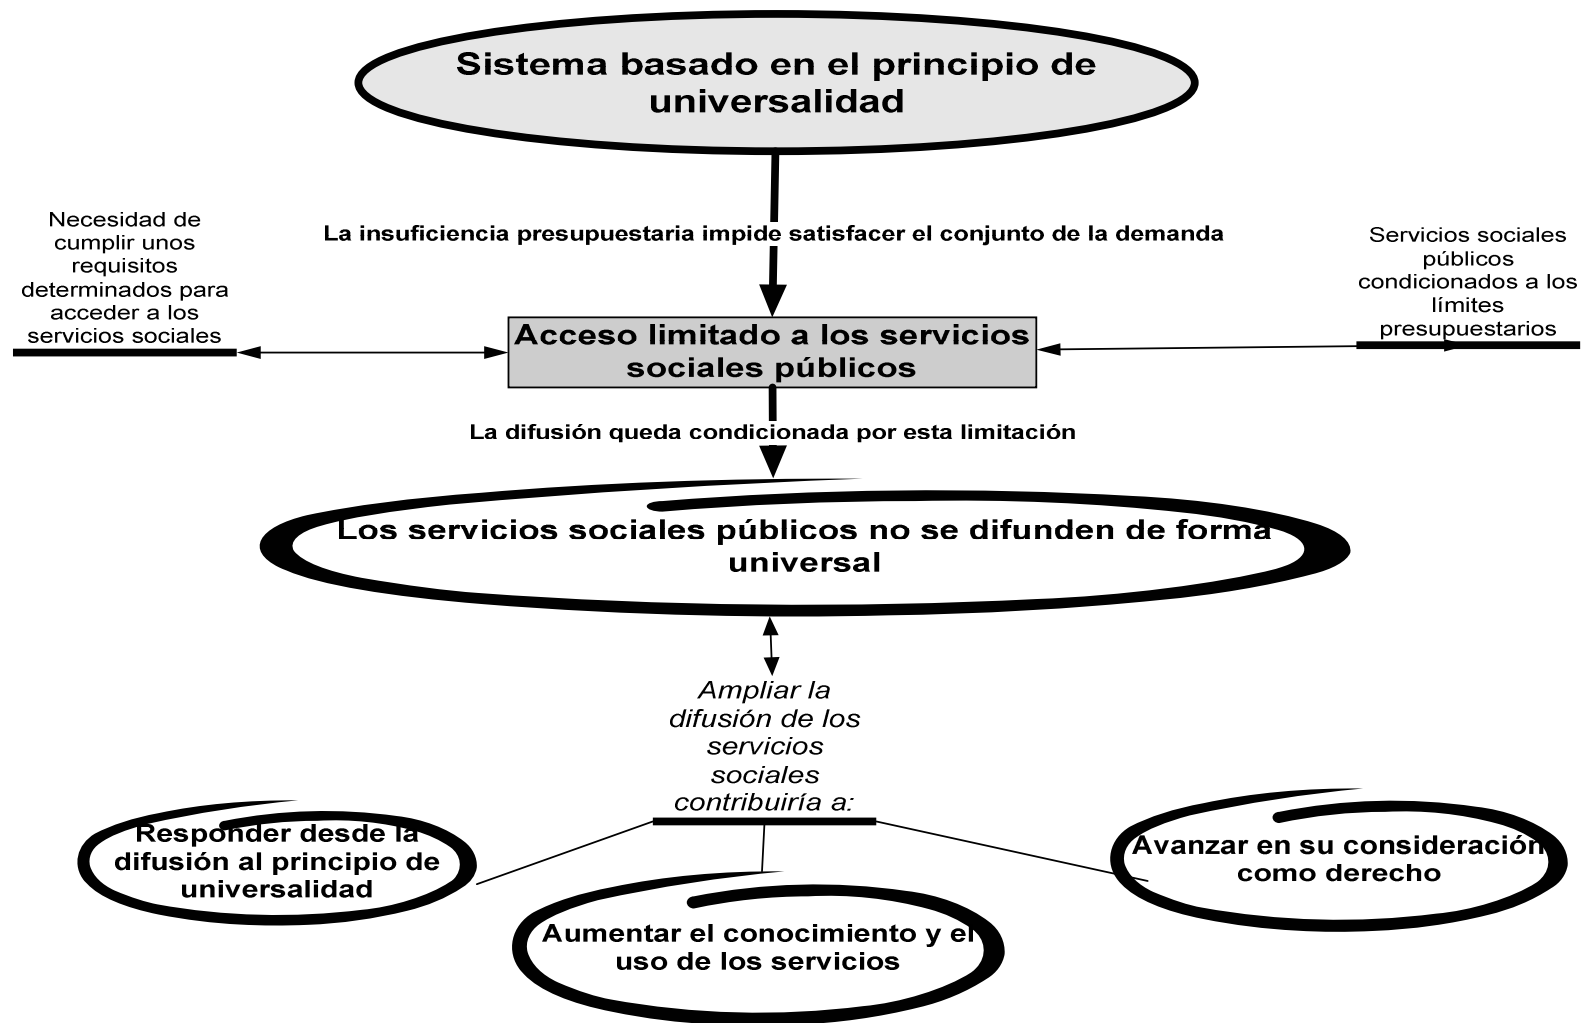 Sistema basado en el principio de
universalidad
La insuficiencia presupuestaria impide satisfacer el conjunto de la demanda
Necesidad de
cumplir unos
requisitos
determinados para
acceder a los
servicios sociales
Servicios sociales
públicos
condicionados a los
límites
presupuestarios
Acceso limitado a los servicios
sociales públicos
La difusión queda condicionada por esta limitación
Los servicios sociales públicos no se difunden de forma
universal
Ampliar la
difusión de los
servicios
sociales
contribuiría a:
Responder desde la
difusión al principio de
universalidad
Aumentar el conocimiento y el
uso de los servicios
Avanzar en su consideración
como derecho